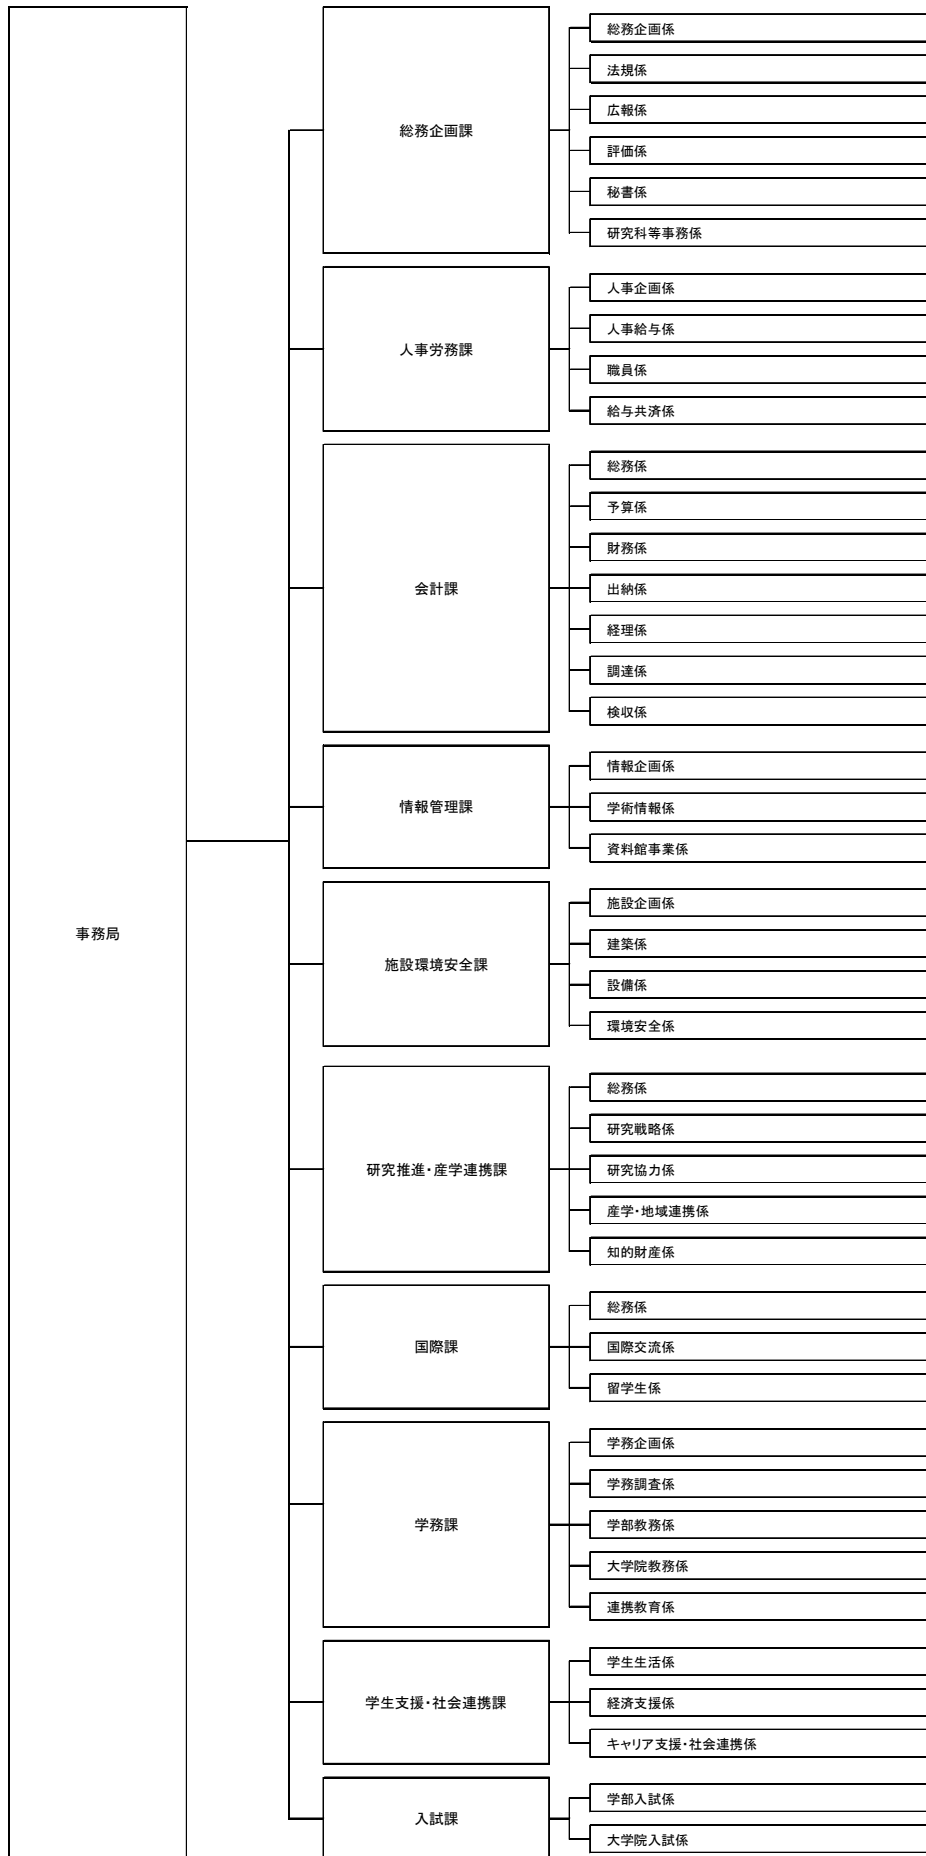 事務局
総務企画課
総務企画係
法規係
広報係
評価係
秘書係
研究科等事務係
人事労務課
人事企画係
人事給与係
職員係
給与共済係
会計課
総務係
予算係
財務係
出納係
経理係
調達係
検収係
情報管理課
情報企画係
学術情報係
資料館事業係
施設環境安全課
施設企画係
建築係
設備係
環境安全係
研究推進・産学連携課
総務係
研究戦略係
研究協力係
産学・地域連携係
知的財産係
国際課
総務係
国際交流係
留学生係
学務課
学務企画係
学務調査係
学部教務係
大学院教務係
連携教育係
学生支援・社会連携課
学生生活係
経済支援係
キャリア支援・社会連携係
入試課
学部入試係
大学院入試係